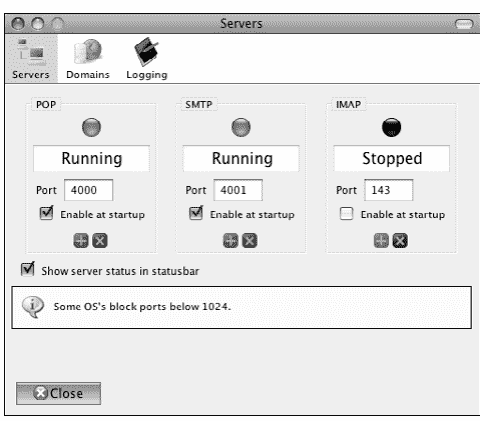 Servers
Servers Domains Logging
POP SMTP IMAP
Running Running Stopped
Port 4000 Port 4001 Port 143
Enable at startup Enable at startup Enable at startup
Show server status in statusbar
Some OS's block ports below 1024.
Close